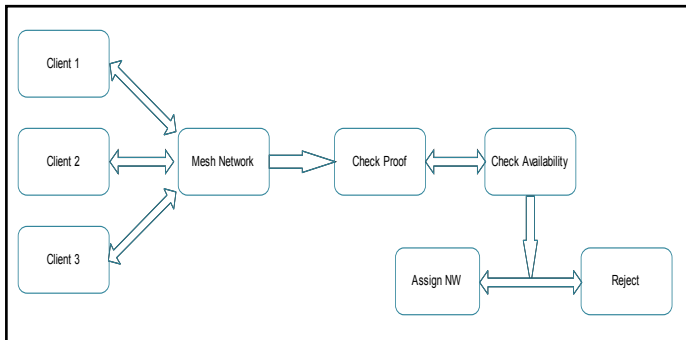 Client 1
Client 2
Mesh Network
Check Proof
Check Availability
Client 3
Assign NW
Reject